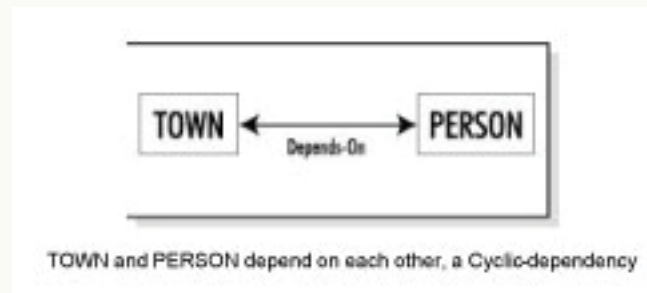 TOWN
PERSON
Depends-On
TOWN and PERSON depend on each other, a Cyclic-dependency